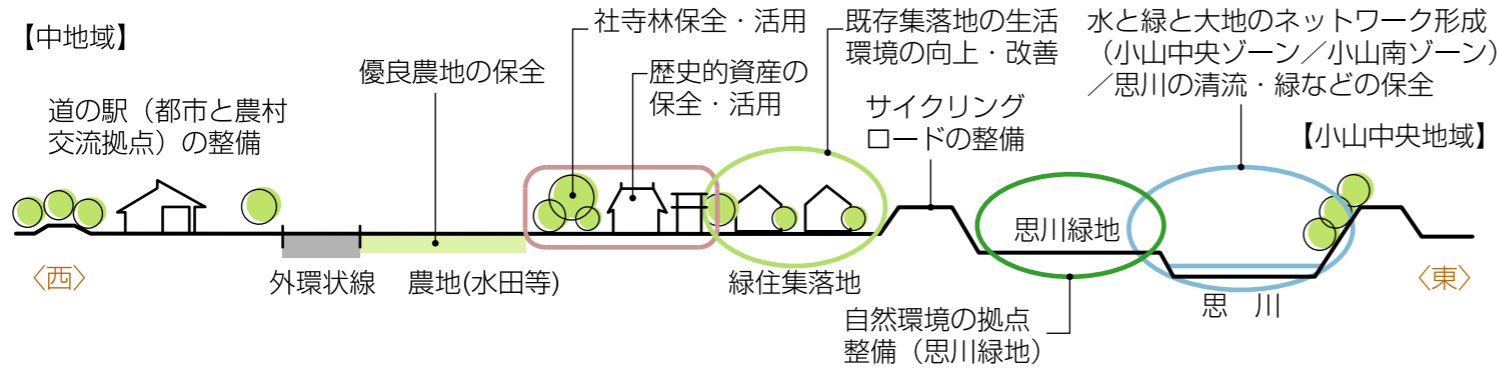 【中地域】
道の駅（都市と農村
交流拠点）の整備
優良農地の保全
社寺林保全・活用
歴史的資産の
保全・活用
既存集落地の生活
環境の向上・改善
サイクリング
ロードの整備
水と緑と大地のネットワーク形成
（小山中央ゾーン／小山南ゾーン）
／思川の清流・緑などの保全
【小山中央地域】
思川緑地
〈西〉
外環状線
農地(水田等)
緑住集落地
思　川
〈東〉
自然環境の拠点
整備（思川緑地）